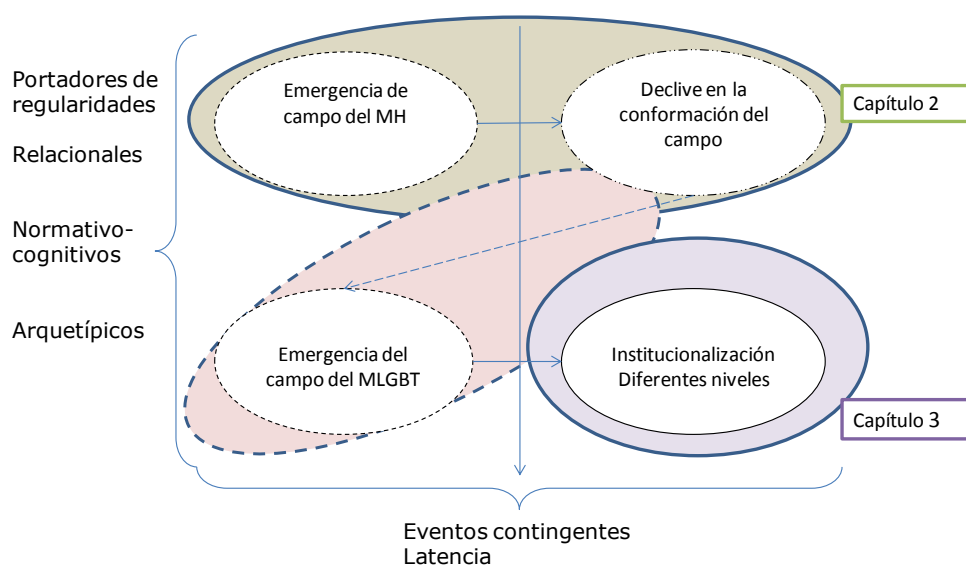 Portadores de
regularidades
Relacionales
Normativo-
cognitivos
Arquetípicos
Emergencia de
campo del MH
Declive en la
conformación del
campo
Capítulo 2
Emergencia del
campo del MLGBT
Institucionalización
Diferentes niveles
Capítulo 3
Eventos contingentes
Latencia